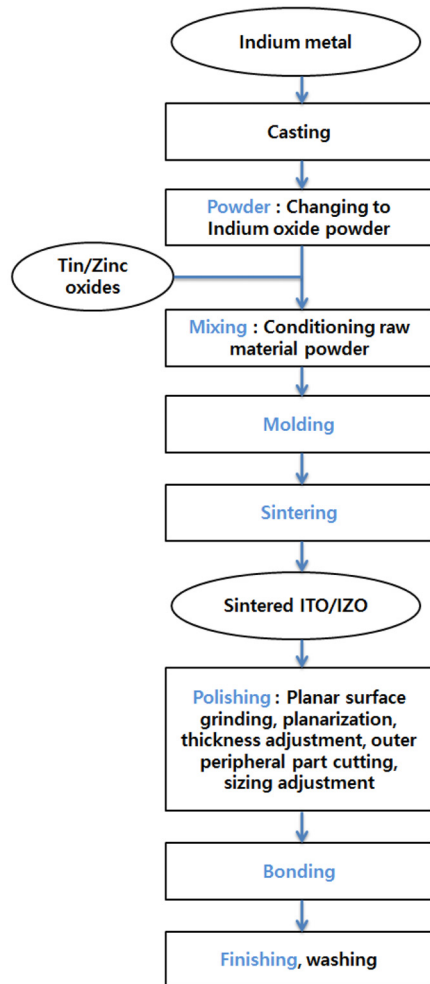 Indium metal
Casting
Powder : Changing to
Indium oxide powder
Tin/Zinc
oxides
Mixing : Conditioning raw
material powder
Molding
Sintering
Sintered ITO/IZO
Polishing : Planar surface
grinding, planarization,
thickness adjustment, outer
peripheral part cutting,
sizing adjustment
Bonding
Finishing, washing